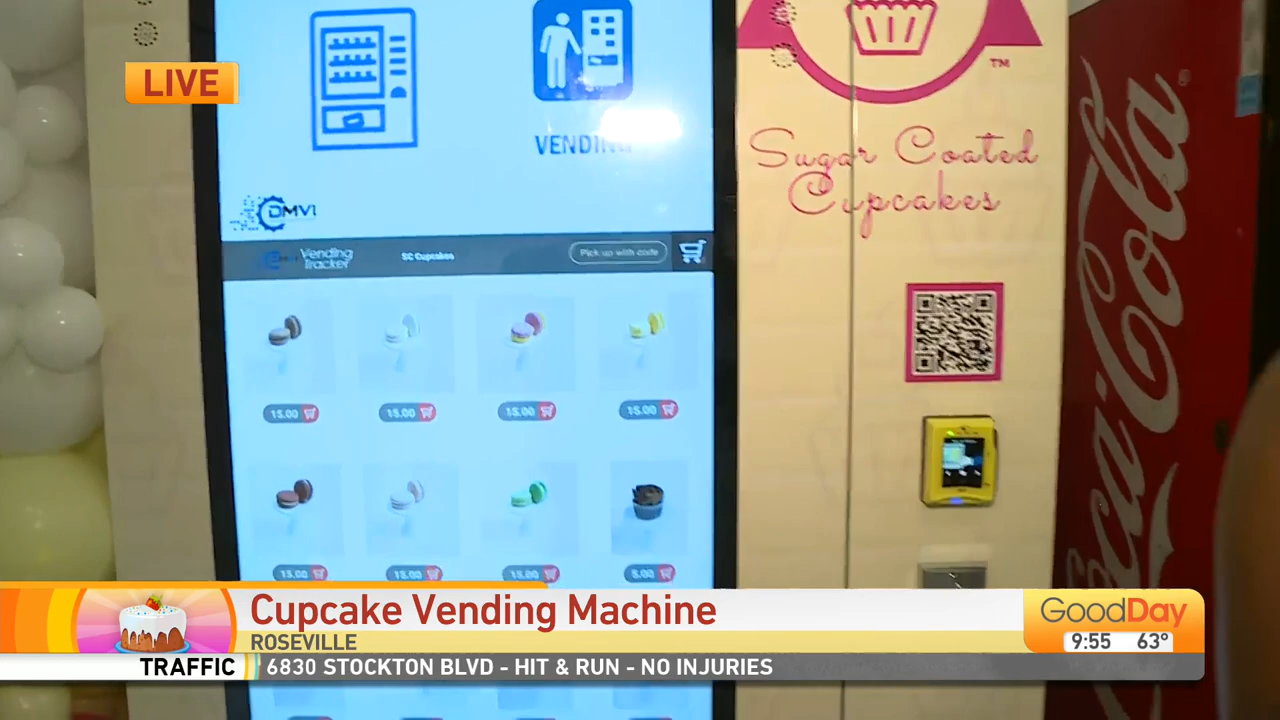 LIVE
VENDING
TM
Sugar Coated
Cupcakes
DMVI
Vending
Tracker
SC Cupcakes
Pick up with code
Coca-Cola
15.00
15.00
15.00
15.00
15.00
15.00
15.00
5.00
Cupcake Vending Machine
ROSEVILLE
GoodDay
9:55 63°
TRAFFIC
6830 STOCKTON BLVD - HIT & RUN - NO INJURIES